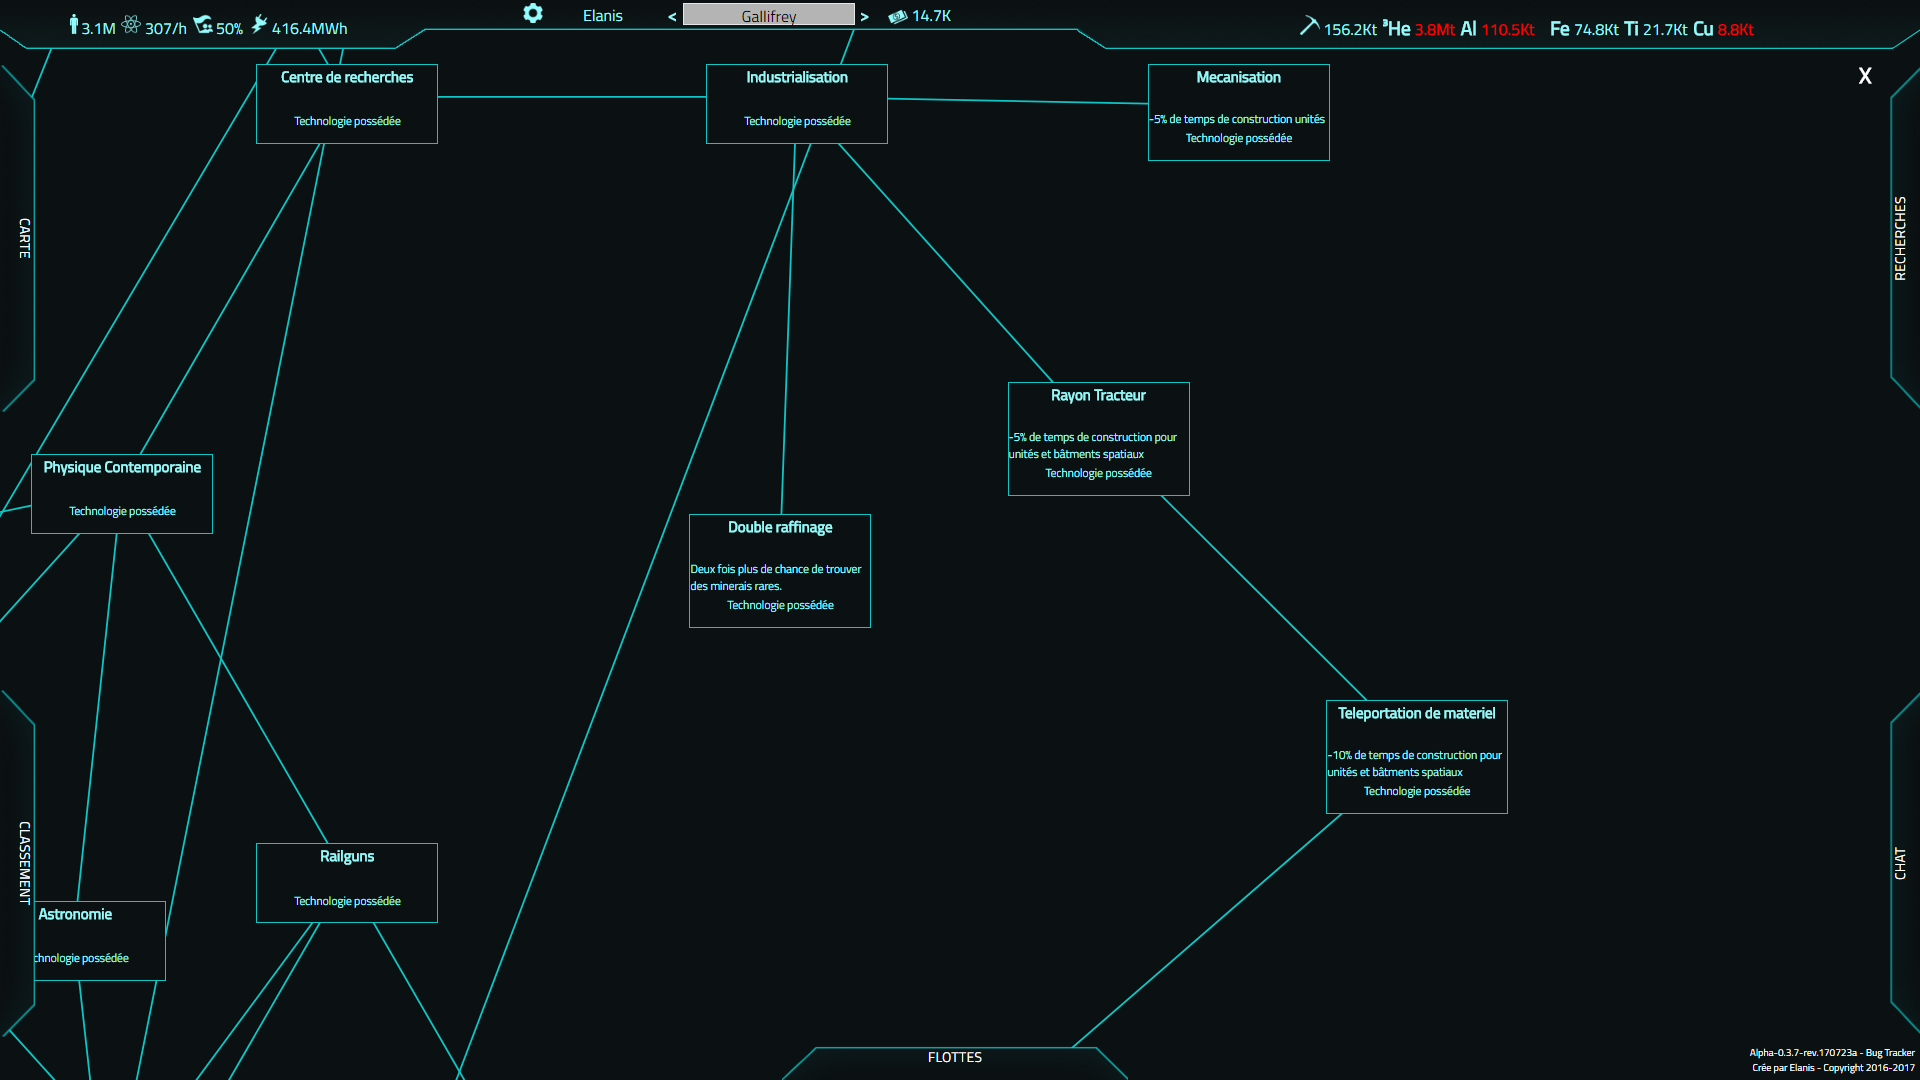 3.1M 307/h 50% 416.4MWh
Elanis < Gallifrey > 14.7K
156.2Kt ³He 3.8Mt Al 110.5Kt Fe 74.8Kt Ti 21.7Kt Cu 8.8Kt
X
Centre de recherches
Technologie possédée
Industrialisation
Technologie possédée
Mecanisation
-5% de temps de construction unités
Technologie possédée
CARTE
RECHERCHES
Rayon Tracteur
-5% de temps de construction pour
unités et bâtments spatiaux
Technologie possédée
Physique Contemporaine
Technologie possédée
Double raffinage
Deux fois plus de chance de trouver
des minerais rares.
Technologie possédée
Teleportation de materiel
-10% de temps de construction pour
unités et bâtments spatiaux
Technologie possédée
CLASSEMENT
CHAT
Railguns
Technologie possédée
Astronomie
chnologie possédée
FLOTTES
Alpha-0.3.7-rev.170723a - Bug Tracker
Crée par Elanis - Copyright 2016-2017